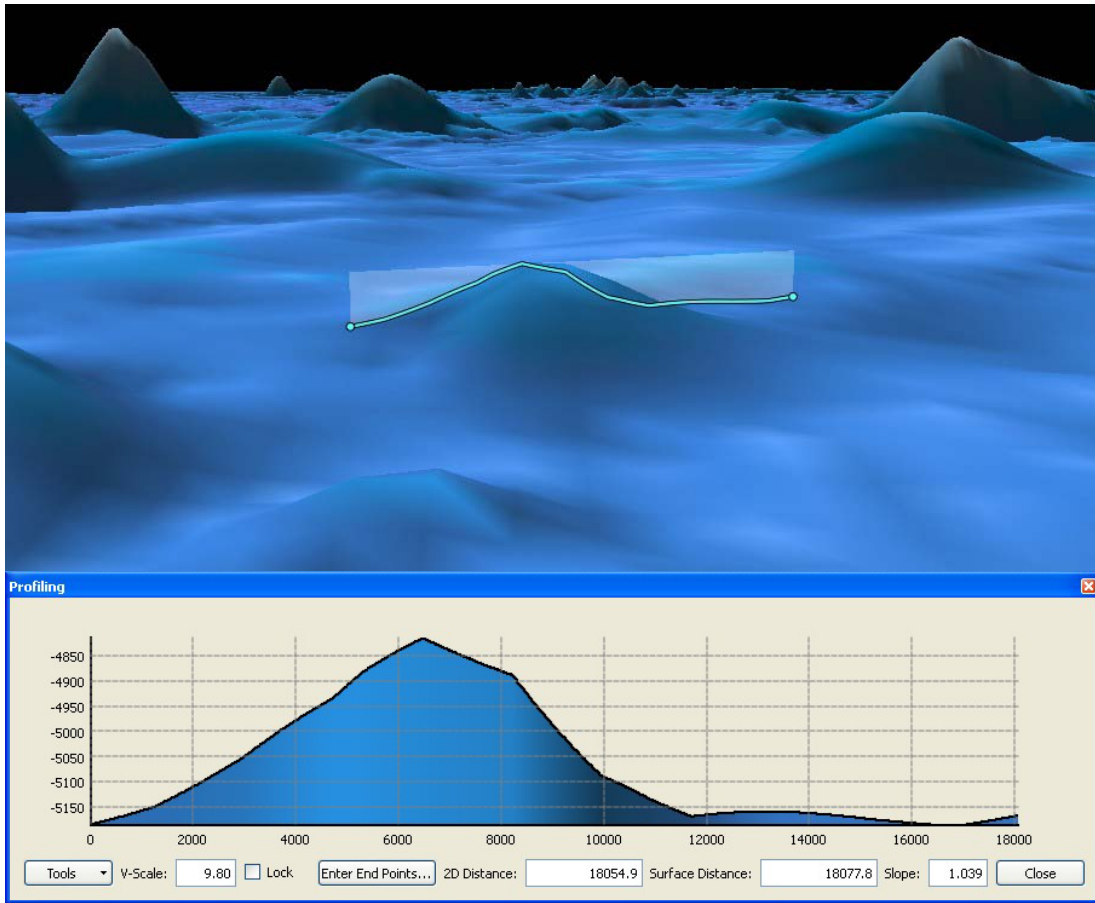 Profiling
-4850
-4900
-4950
-5000
-5050
-5100
-5150
0 2000 4000 6000 8000 10000 12000 14000 16000 18000
Tools V-Scale: 9.80 Lock Enter End Points... 2D Distance: 18054.9 Surface Distance: 18077.8 Slope: 1.039 Close